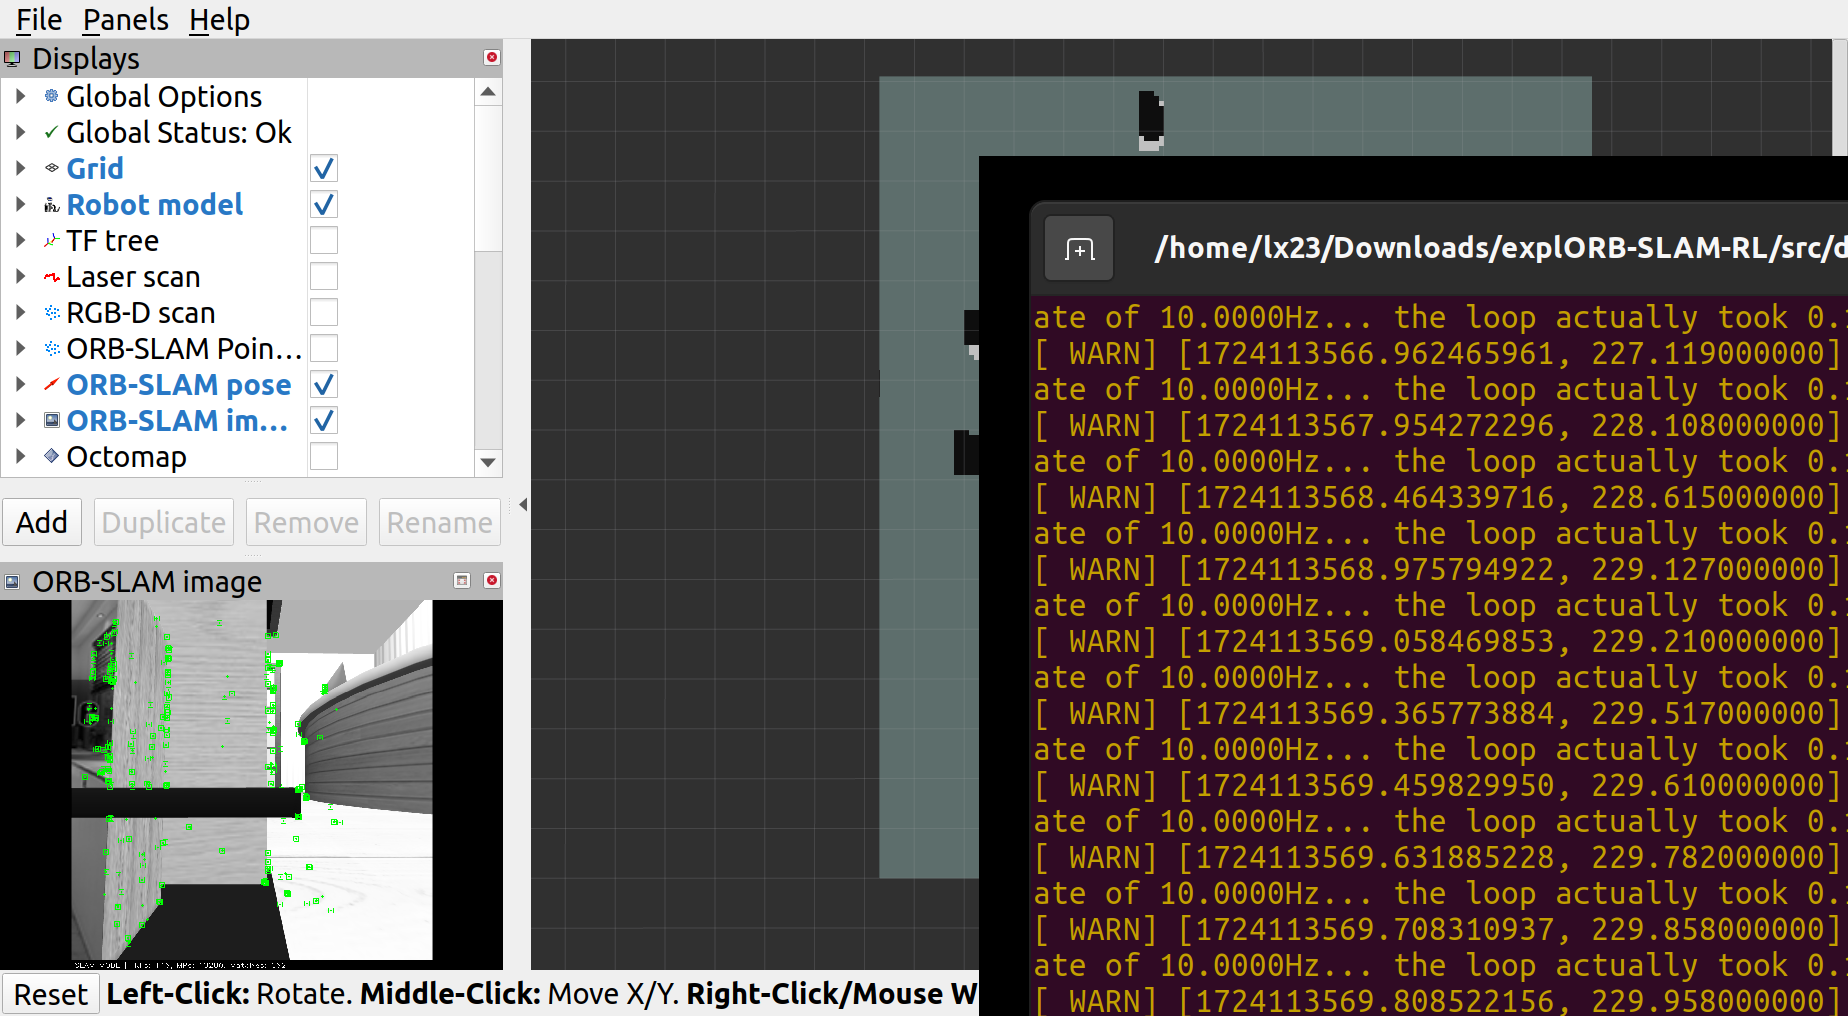 File Panels Help
Displays
Global Options
Global Status: Ok
Grid
Robot model
TF tree
Laser scan
RGB-D scan
ORB-SLAM Poin...
ORB-SLAM pose
ORB-SLAM im...
Octomap
Add Duplicate Remove Rename
ORB-SLAM image
Reset Left-Click: Rotate. Middle-Click: Move X/Y. Right-Click/Mouse W
/home/lx23/Downloads/explORB-SLAM-RL/src/d
ate of 10.0000Hz... the loop actually took 0.
[ WARN] [1724113566.962465961, 227.119000000]
ate of 10.0000Hz... the loop actually took 0.
[ WARN] [1724113567.954272296, 228.108000000]
ate of 10.0000Hz... the loop actually took 0.
[ WARN] [1724113568.464339716, 228.615000000]
ate of 10.0000Hz... the loop actually took 0.
[ WARN] [1724113568.975794922, 229.127000000]
ate of 10.0000Hz... the loop actually took 0.
[ WARN] [1724113569.058469853, 229.210000000]
ate of 10.0000Hz... the loop actually took 0.
[ WARN] [1724113569.365773884, 229.517000000]
ate of 10.0000Hz... the loop actually took 0.
[ WARN] [1724113569.459829950, 229.610000000]
ate of 10.0000Hz... the loop actually took 0.
[ WARN] [1724113569.631885228, 229.782000000]
ate of 10.0000Hz... the loop actually took 0.
[ WARN] [1724113569.708310937, 229.858000000]
ate of 10.0000Hz... the loop actually took 0.
[ WARN] [1724113569.808522156, 229.958000000]